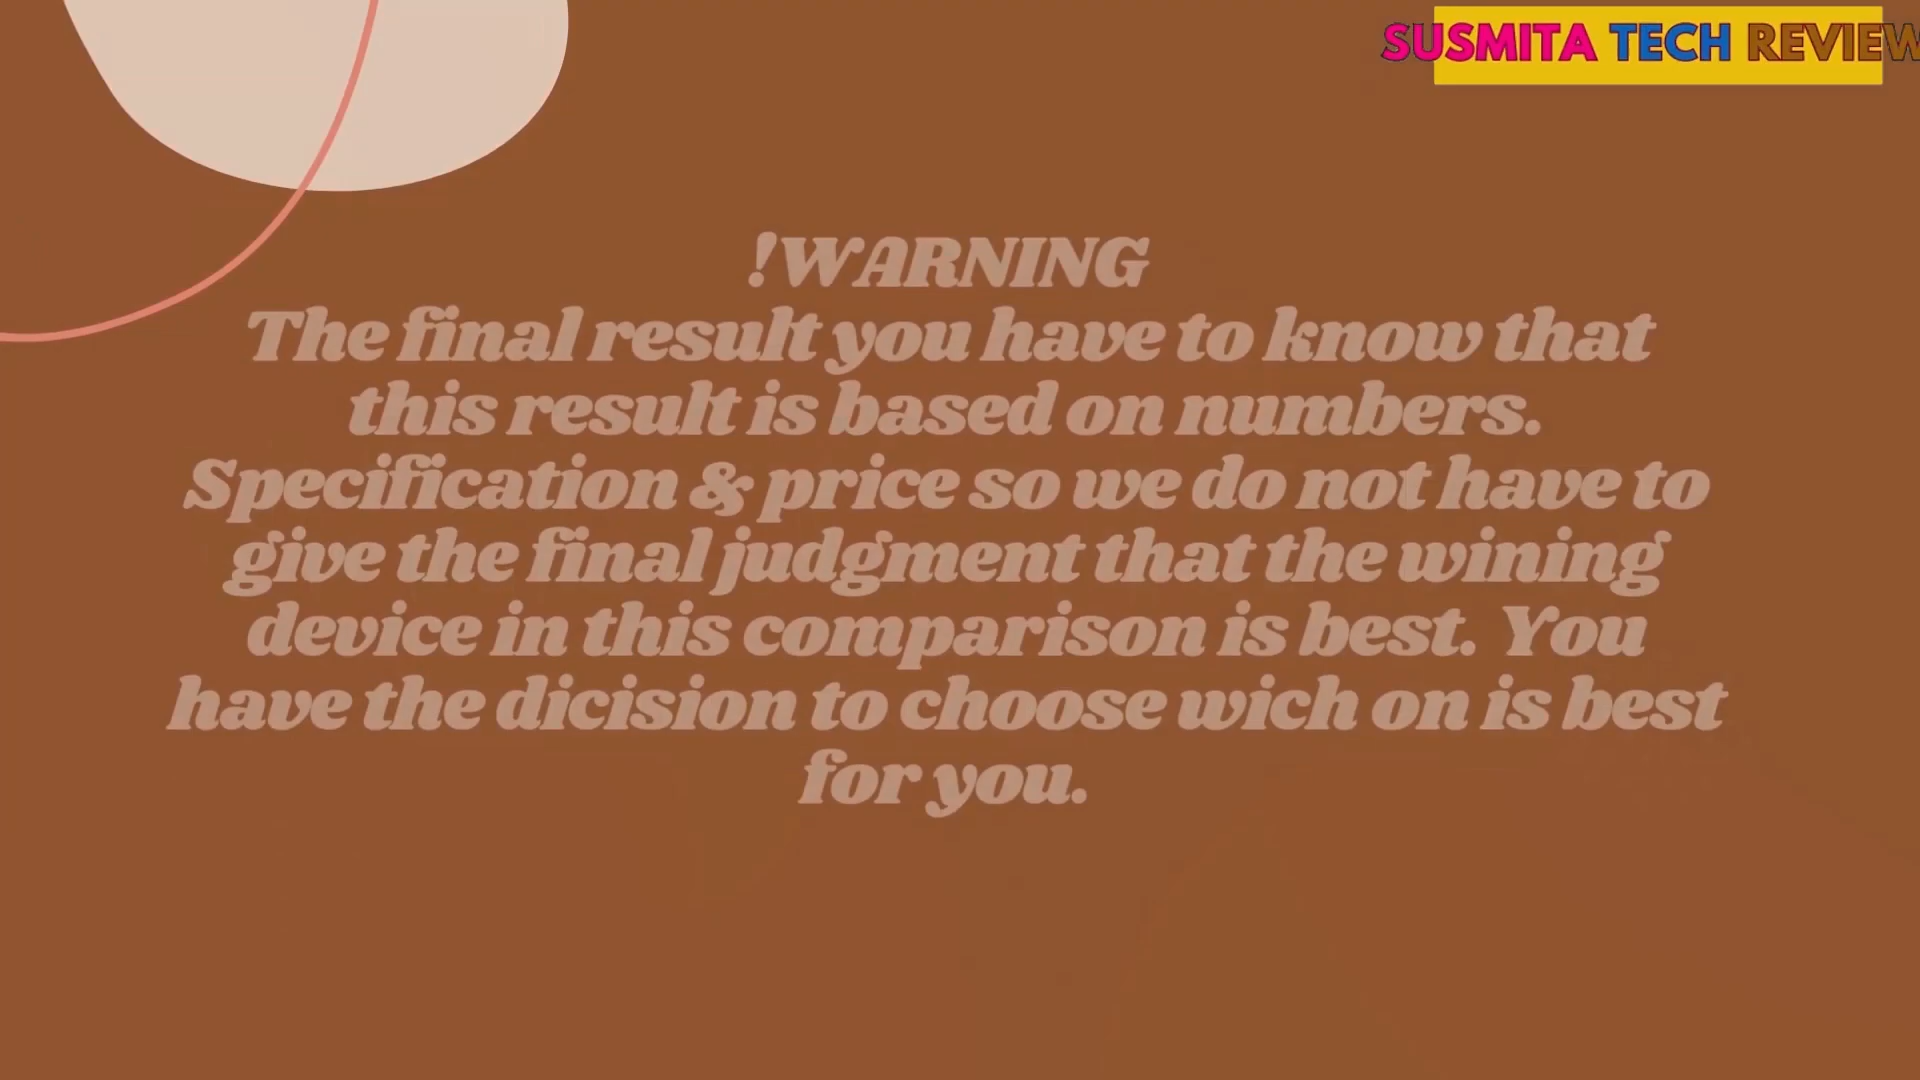 SUSMITA TECH REVIEW
!WARNING
The final result you have to know that
this result is based on numbers.
Specification & price so we do not have to
give the final judgment that the wining
device in this comparison is best. You
have the dicision to choose wich on is best
for you.